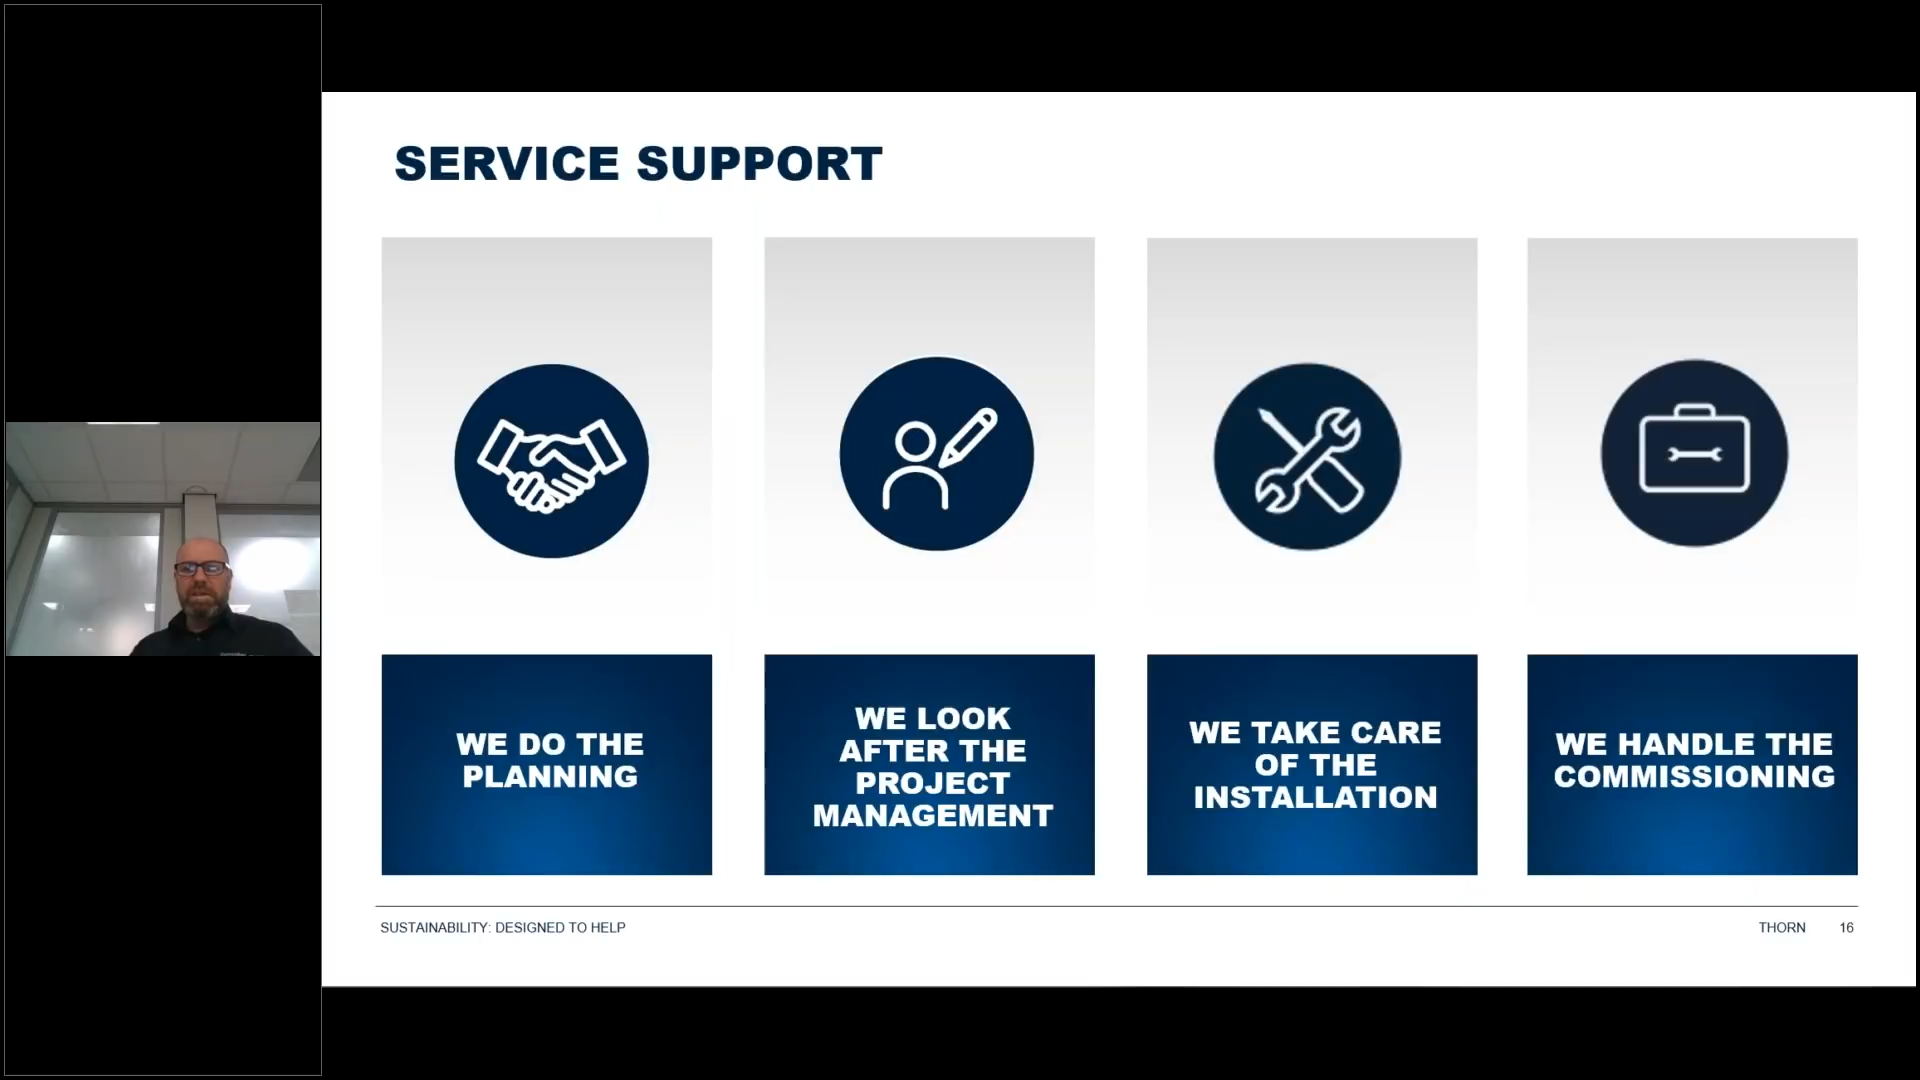 SERVICE SUPPORT
WE DO THE
PLANNING
WE LOOK
AFTER THE
PROJECT
MANAGEMENT
WE TAKE CARE
OF THE
INSTALLATION
WE HANDLE THE
COMMISSIONING
SUSTAINABILITY: DESIGNED TO HELP
THORN 16